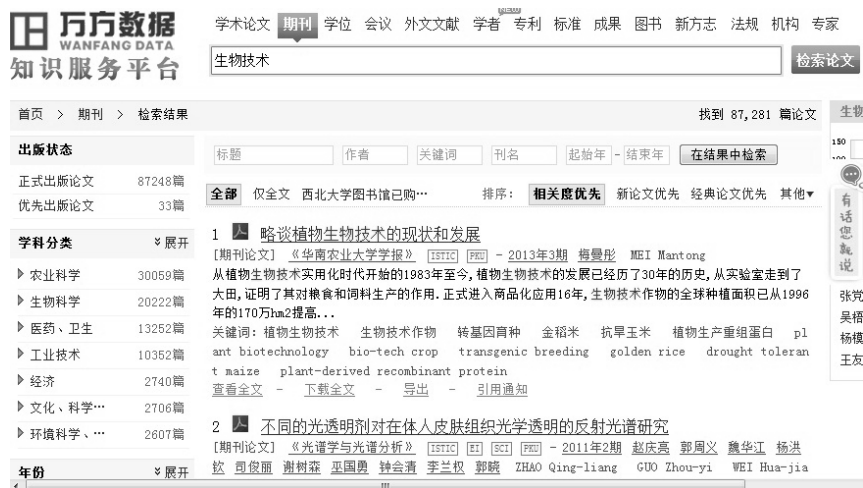 万方数据
WANFANG DATA
知识服务平台
学术论文 期刊 学位 会议 外文文献 学者 专利 标准 成果 图书 新方志 法规 机构 专家
生物技术
检索论文
首页 > 期刊 > 检索结果
找到 87,281 篇论文
出版状态
正式出版论文 87248篇
优先出版论文 33篇
学科分类 展开
农业科学 30059篇
生物科学 20222篇
医药、卫生 13252篇
工业技术 10352篇
经济 2740篇
文化、科学… 2706篇
环境科学、… 2607篇
年份 展开
标题 作者 关键词 刊名 起始年 - 结束年 在结果中检索
全部 仅全文 西北大学图书馆已购… 排序: 相关度优先 新论文优先 经典论文优先 其他▾
1 略谈植物生物技术的现状和发展
[期刊论文] 《华南农业大学学报》 ISTIC PKU - 2013年3期 梅曼彤 MEI Mantong
从植物生物技术实用化时代开始的1983年至今,植物生物技术的发展已经历了30年的历史,从实验室走到了
大田,证明了其对粮食和饲料生产的作用.正式进入商品化应用16年,生物技术作物的全球种植面积已从1996
年的170万hm2提高...
关键词: 植物生物技术 生物技术作物 转基因育种 金稻米 抗旱玉米 植物生产重组蛋白 pl
ant biotechnology bio-tech crop transgenic breeding golden rice drought toleran
t maize plant-derived recombinant protein
查看全文 - 下载全文 - 导出 - 引用通知
2 不同的光透明剂对在体人皮肤组织光学透明的反射光谱研究
[期刊论文] 《光谱学与光谱分析》 ISTIC EI SCI PKU - 2011年2期 赵庆亮 郭周义 魏华江 杨洪
钦 司俊丽 谢树森 巫国勇 钟会清 李兰权 郭晓 ZHAO Qing-liang GUO Zhou-yi WEI Hua-jia
生物
150
100
有话您就说
张党
吴梧
杨模
王友